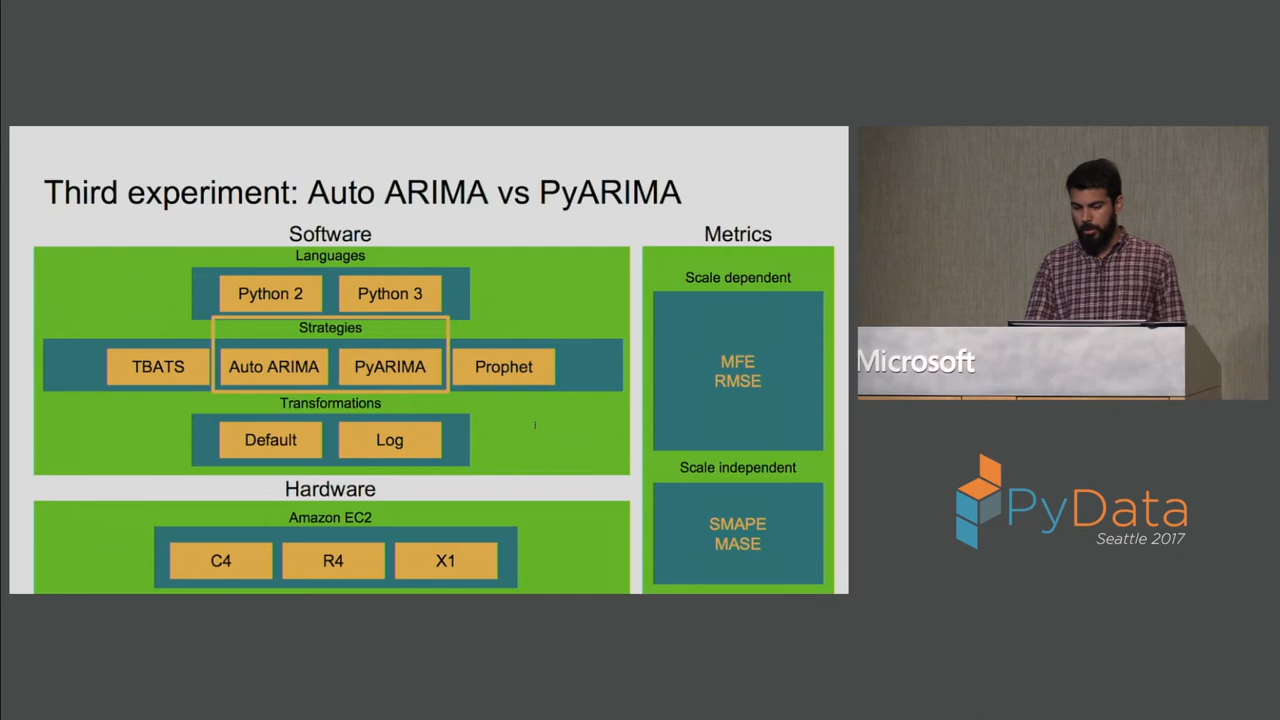 Third experiment: Auto ARIMA vs PyARIMA
Software
Languages
Python 2
Python 3
Strategies
TBATS
Auto ARIMA
PyARIMA
Prophet
Transformations
Default
Log
Hardware
Amazon EC2
C4
R4
X1
Metrics
Scale dependent
MFE
RMSE
Scale independent
SMAPE
MASE
Microsoft
PyData
Seattle 2017